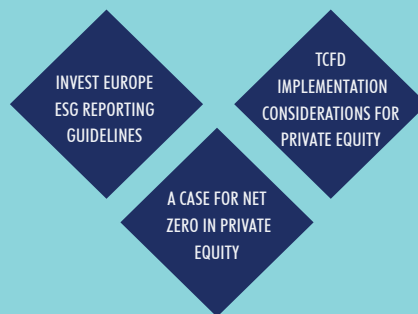 INVEST EUROPE
ESG REPORTING
GUIDELINES
TCFD
IMPLEMENTATION
CONSIDERATIONS FOR
PRIVATE EQUITY
A CASE FOR NET
ZERO IN PRIVATE
EQUITY